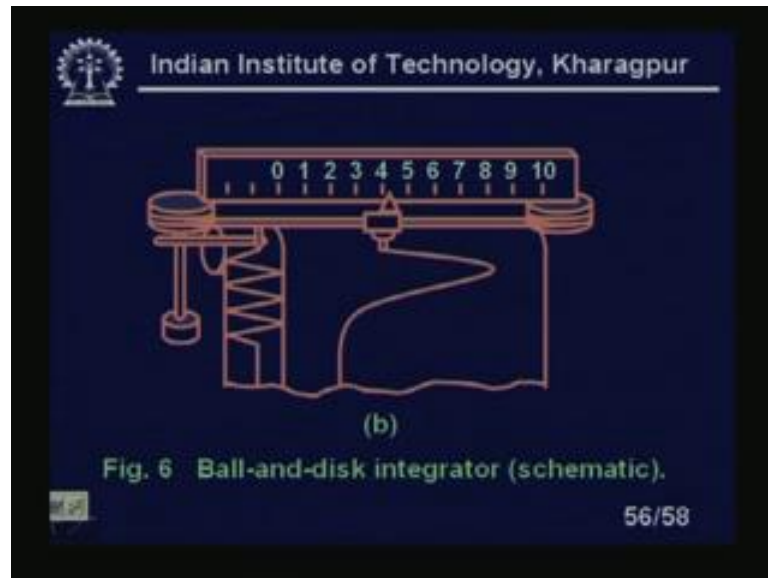 Indian Institute of Technology, Kharagpur
0 1 2 3 4 5 6 7 8 9 10
(b)
Fig. 6 Ball-and-disk integrator (schematic).
56/58